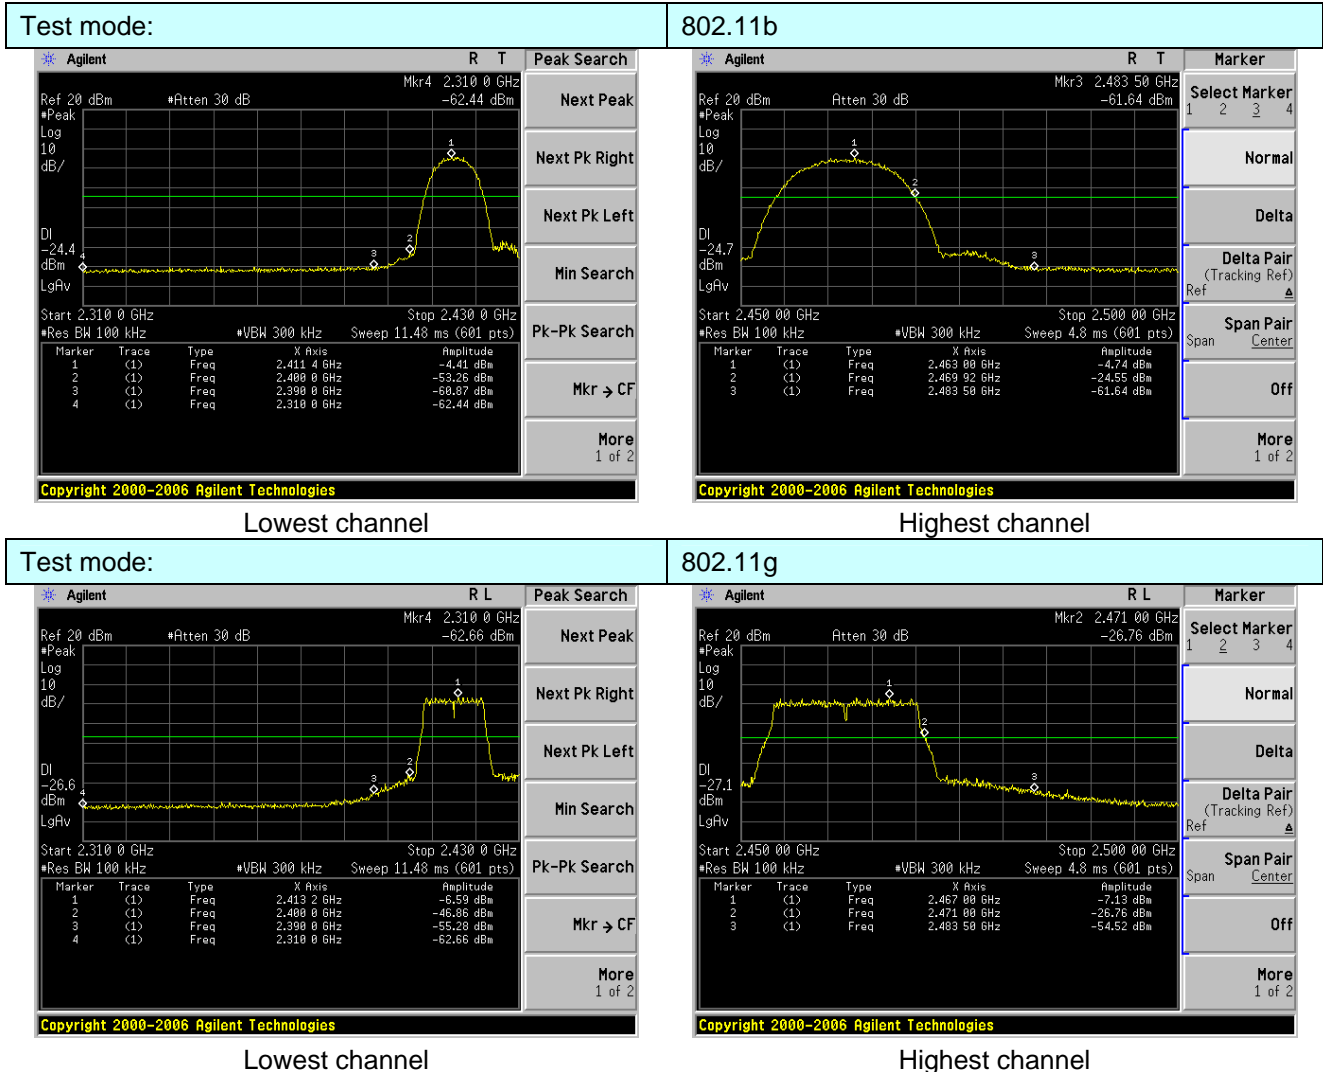 Test mode: 802.11b
Agilent R T Peak Search
Mkr4 2.310 0 GHz
Ref 20 dBm #Atten 30 dB -62.44 dBm
#Peak
Log
10
dB/
1
2
3
4
DI
-24.4
dBm
LgAv
Start 2.310 0 GHz Stop 2.430 0 GHz
#Res BW 100 kHz #VBW 300 kHz Sweep 11.48 ms (601 pts)
Marker Trace Type X Axis Amplitude
1 (1) Freq 2.411 4 GHz -4.41 dBm
2 (1) Freq 2.400 0 GHz -53.26 dBm
3 (1) Freq 2.390 0 GHz -60.87 dBm
4 (1) Freq 2.310 0 GHz -62.44 dBm
Copyright 2000-2006 Agilent Technologies
Next Peak
Next Pk Right
Next Pk Left
Min Search
Pk-Pk Search
Mkr → CF
More
1 of 2
Lowest channel
Agilent R T Marker
Mkr3 2.483 50 GHz
Ref 20 dBm Atten 30 dB -61.64 dBm
#Peak
Log
10
dB/
1
2
3
DI
-24.7
dBm
LgAv
Start 2.450 00 GHz Stop 2.500 00 GHz
#Res BW 100 kHz #VBW 300 kHz Sweep 4.8 ms (601 pts)
Marker Trace Type X Axis Amplitude
1 (1) Freq 2.463 00 GHz -4.74 dBm
2 (1) Freq 2.469 92 GHz -24.55 dBm
3 (1) Freq 2.483 50 GHz -61.64 dBm
Copyright 2000-2006 Agilent Technologies
Select Marker
1 2 3 4
Normal
Delta
Delta Pair
(Tracking Ref)
Ref Δ
Span Pair
Span Center
Off
More
1 of 2
Highest channel
Test mode: 802.11g
Agilent R L Peak Search
Mkr4 2.310 0 GHz
Ref 20 dBm #Atten 30 dB -62.66 dBm
#Peak
Log
10
dB/
1
2
3
4
DI
-26.6
dBm
LgAv
Start 2.310 0 GHz Stop 2.430 0 GHz
#Res BW 100 kHz #VBW 300 kHz Sweep 11.48 ms (601 pts)
Marker Trace Type X Axis Amplitude
1 (1) Freq 2.413 2 GHz -6.59 dBm
2 (1) Freq 2.400 0 GHz -46.86 dBm
3 (1) Freq 2.390 0 GHz -55.28 dBm
4 (1) Freq 2.310 0 GHz -62.66 dBm
Copyright 2000-2006 Agilent Technologies
Next Peak
Next Pk Right
Next Pk Left
Min Search
Pk-Pk Search
Mkr → CF
More
1 of 2
Lowest channel
Agilent R L Marker
Mkr2 2.471 00 GHz
Ref 20 dBm Atten 30 dB -26.76 dBm
#Peak
Log
10
dB/
1
2
3
DI
-27.1
dBm
LgAv
Start 2.450 00 GHz Stop 2.500 00 GHz
#Res BW 100 kHz #VBW 300 kHz Sweep 4.8 ms (601 pts)
Marker Trace Type X Axis Amplitude
1 (1) Freq 2.467 00 GHz -7.13 dBm
2 (1) Freq 2.471 00 GHz -26.76 dBm
3 (1) Freq 2.483 50 GHz -54.52 dBm
Copyright 2000-2006 Agilent Technologies
Select Marker
1 2 3 4
Normal
Delta
Delta Pair
(Tracking Ref)
Ref Δ
Span Pair
Span Center
Off
More
1 of 2
Highest channel